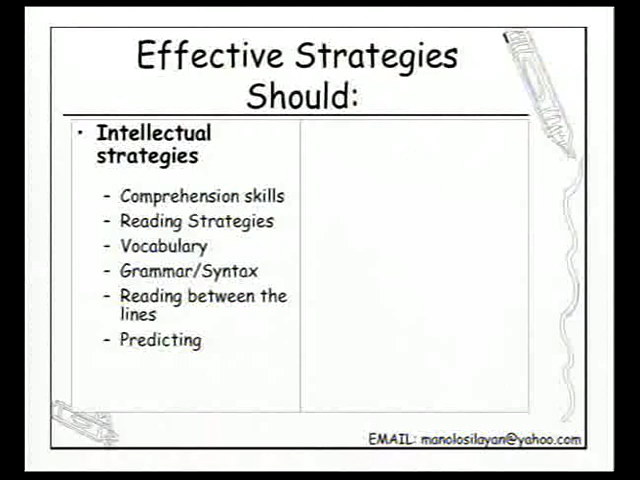 Effective Strategies
Should:
• Intellectual
strategies
- Comprehension skills
- Reading Strategies
- Vocabulary
- Grammar/Syntax
- Reading between the
lines
- Predicting
EMAIL: manolosilayan@yahoo.com